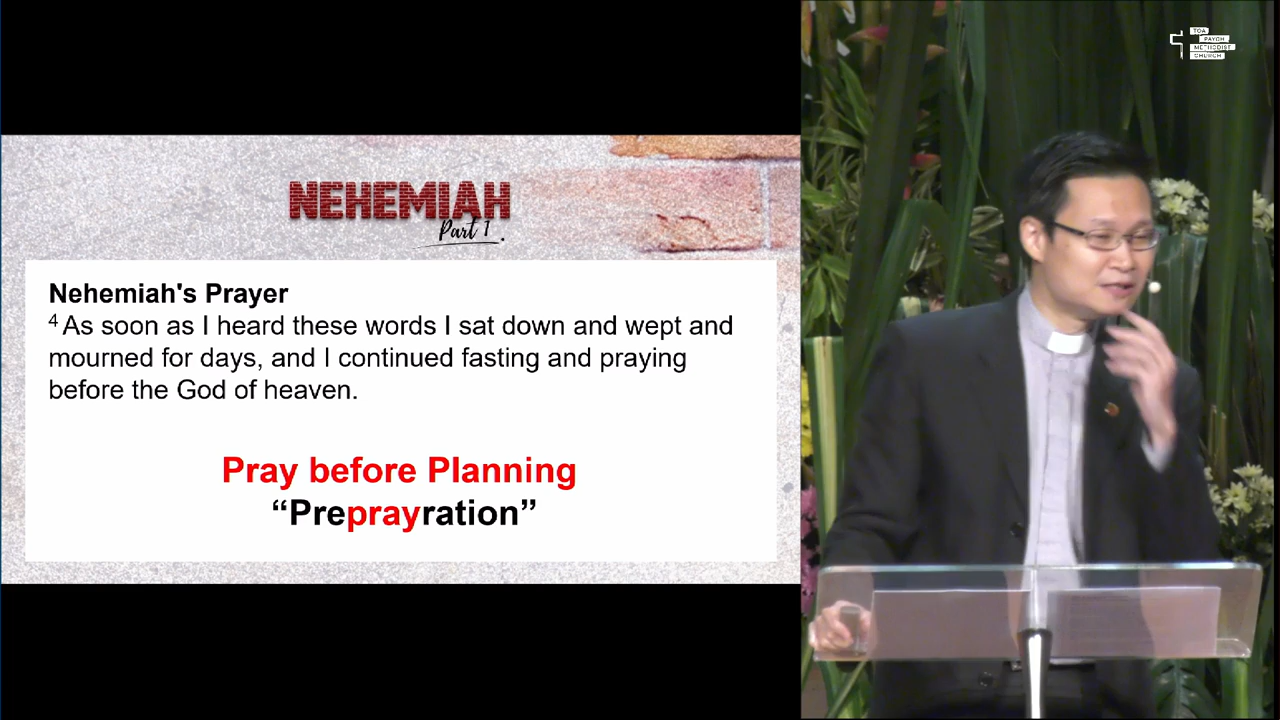 NEHEMIAH
Part 1
Nehemiah's Prayer
4 As soon as I heard these words I sat down and wept and
mourned for days, and I continued fasting and praying
before the God of heaven.
Pray before Planning
“Preprayration”
TOA
PAYOH
METHODIST
CHURCH